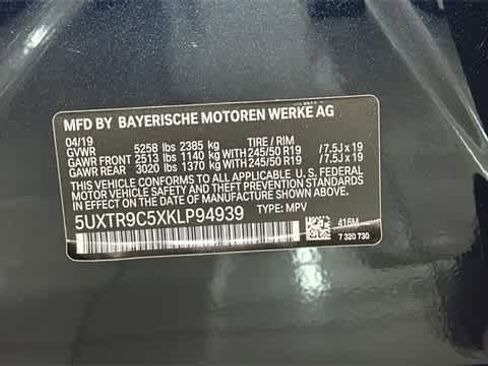 MFD BY BAYERISCHE MOTOREN WERKE AG
04/19
GVWR 5258 lbs 2385 kg TIRE / RIM
GAWR FRONT 2513 lbs 1140 kg WITH 245/50 R19 / 7.5J x 19
GAWR REAR 3020 lbs 1370 kg WITH 245/50 R19 / 7.5J x 19
THIS VEHICLE CONFORMS TO ALL APPLICABLE U.S. FEDERAL
MOTOR VEHICLE SAFETY AND THEFT PREVENTION STANDARDS
IN EFFECT ON THE DATE OF MANUFACTURE SHOWN ABOVE.
5UXTR9C5XKLP94939 TYPE: MPV
416M
7 320 730